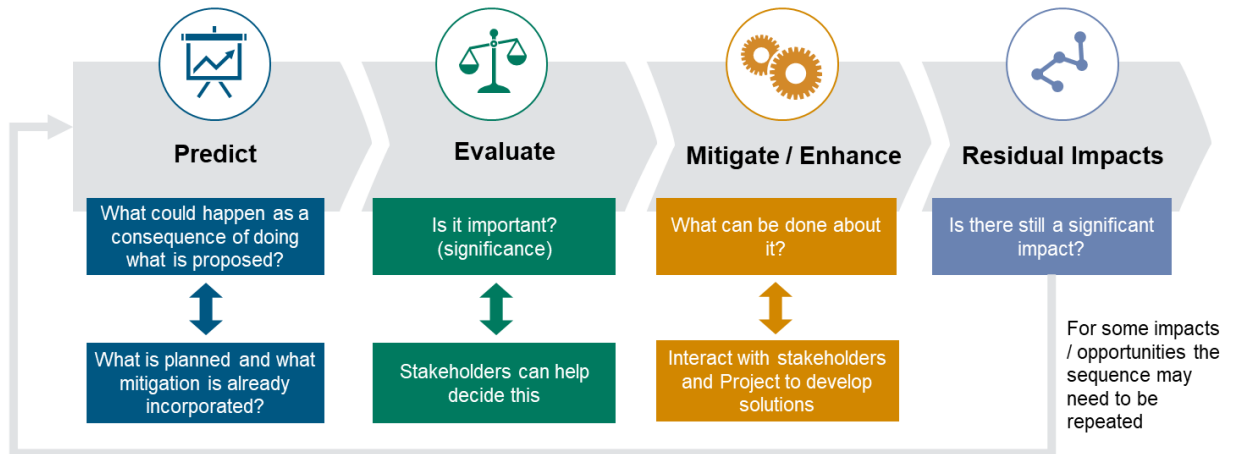 Predict
Evaluate
Mitigate / Enhance
Residual Impacts
What could happen as a
consequence of doing
what is proposed?
Is it important?
(significance)
What can be done about
it?
Is there still a significant
impact?
What is planned and what
mitigation is already
incorporated?
Stakeholders can help
decide this
Interact with stakeholders
and Project to develop
solutions
For some impacts
/ opportunities the
sequence may
need to be
repeated